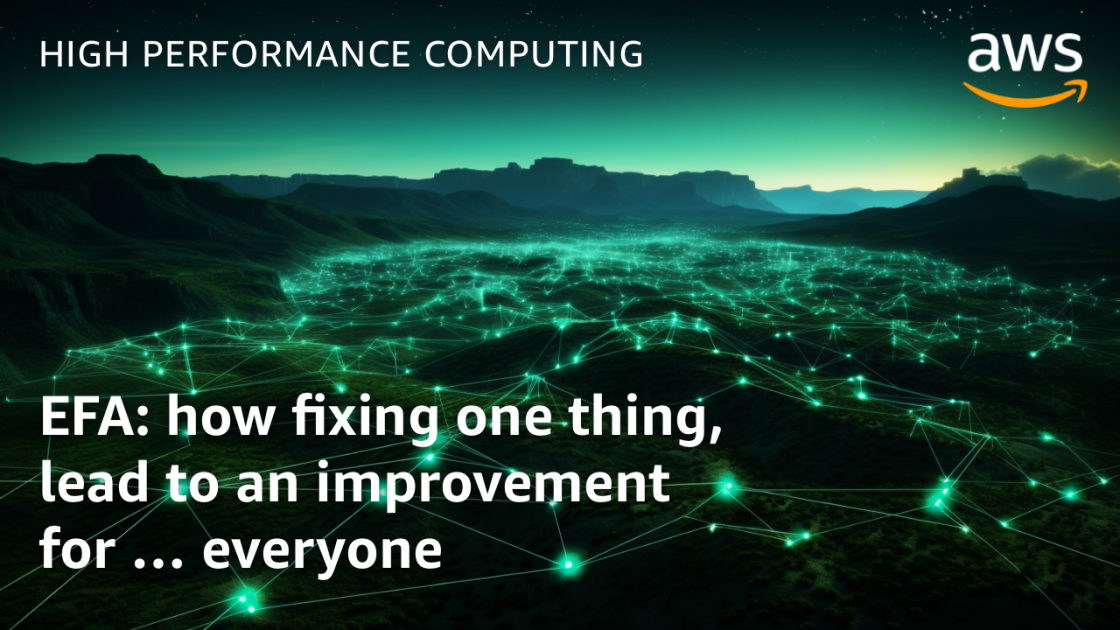 HIGH PERFORMANCE COMPUTING
aws
EFA: how fixing one thing,
lead to an improvement
for ... everyone